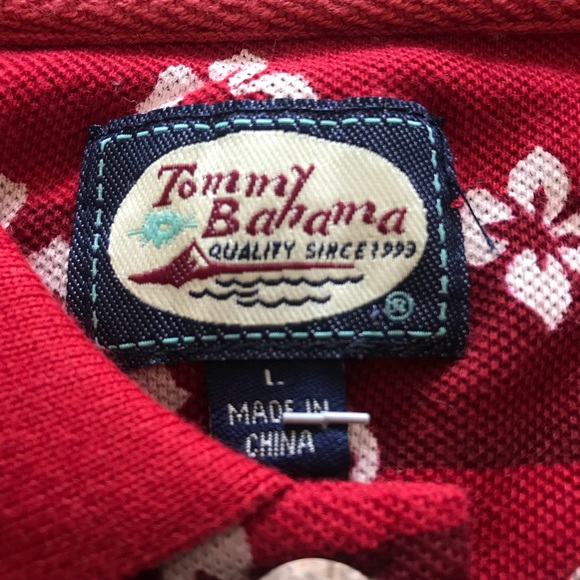 Tommy
Bahama
QUALITY SINCE 1993
®
L
MADE IN
CHINA